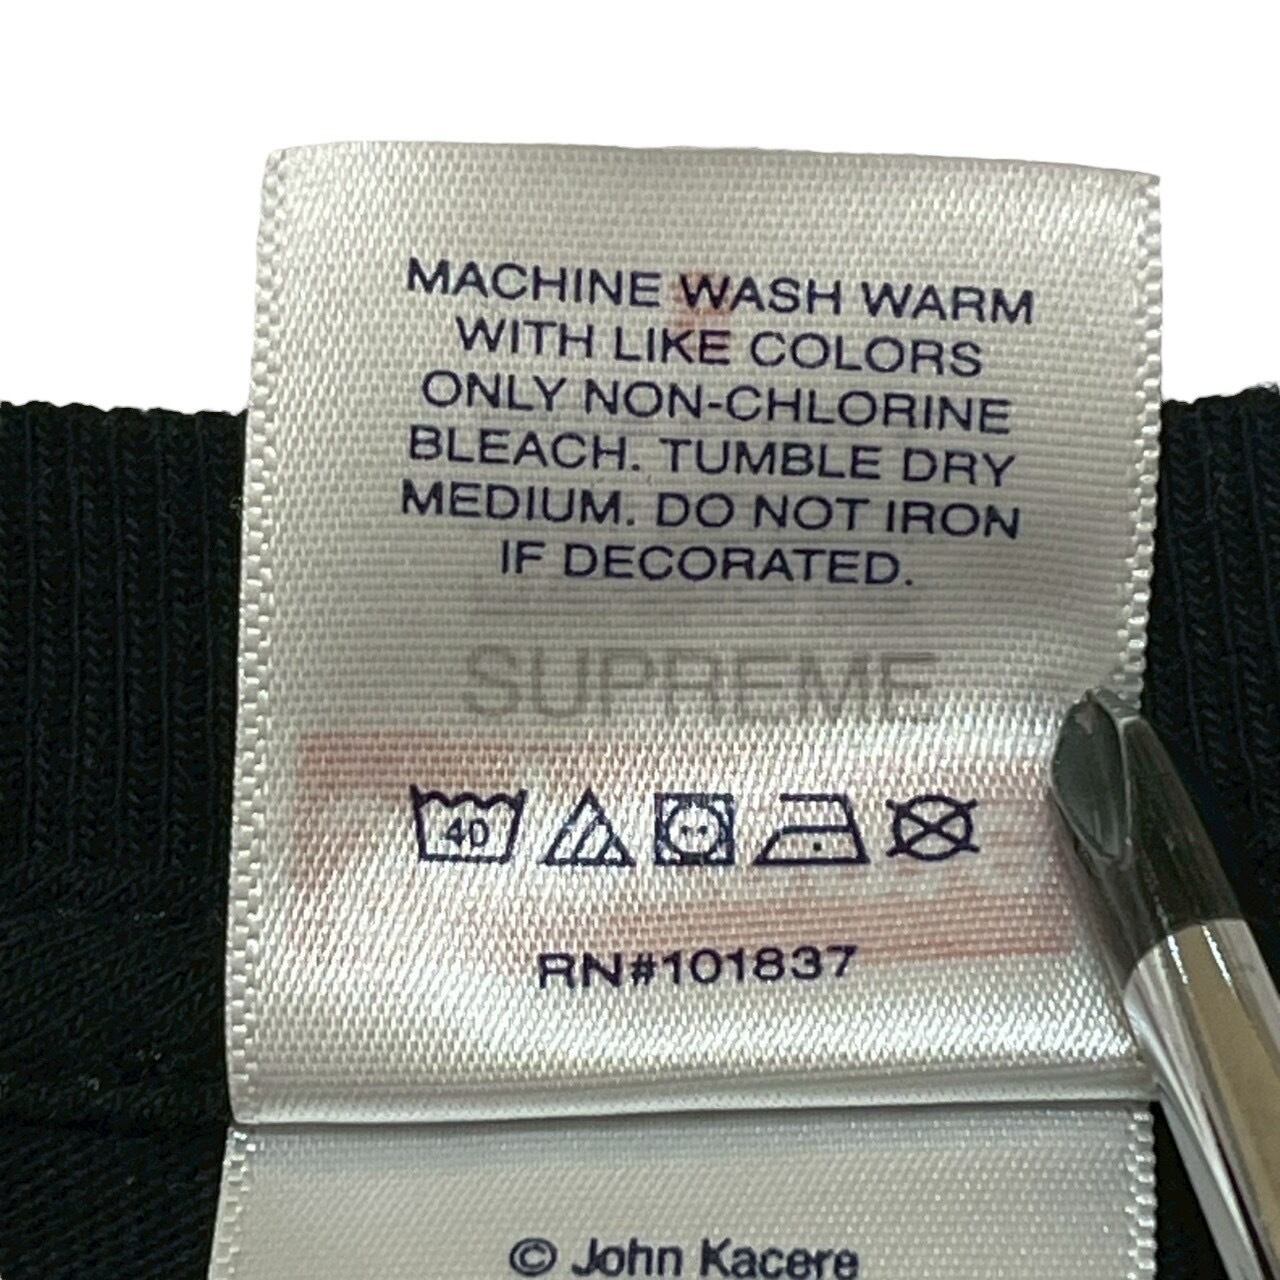 MACHINE WASH WARM
WITH LIKE COLORS
ONLY NON-CHLORINE
BLEACH. TUMBLE DRY
MEDIUM. DO NOT IRON
IF DECORATED.
SUPREME
40
RN#101837
© John Kacere